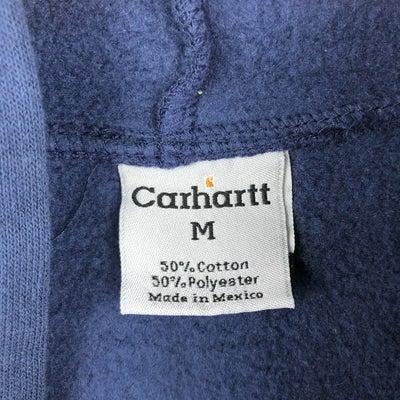 Carhartt
M
50% Cotton
50% Polyester
Made in Mexico